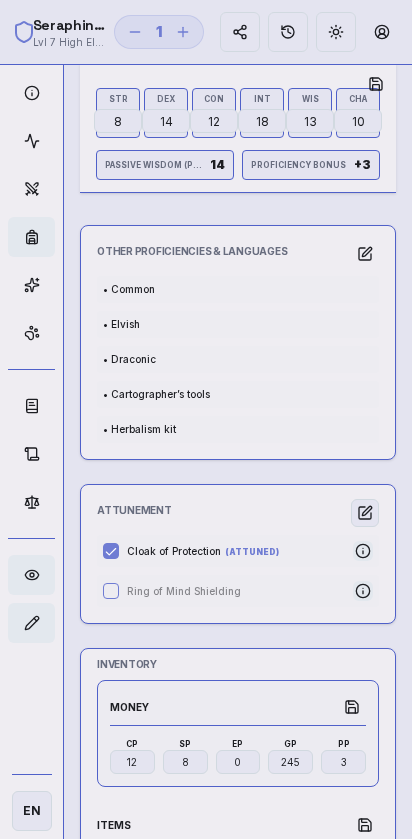 Seraphin...
Lvl 7 High El...
1
STR DEX CON INT WIS CHA
8 14 12 18 13 10
PASSIVE WISDOM (P... 14 PROFICIENCY BONUS +3
OTHER PROFICIENCIES & LANGUAGES
• Common
• Elvish
• Draconic
• Cartographer's tools
• Herbalism kit
ATTUNEMENT
Cloak of Protection (ATTUNED)
Ring of Mind Shielding
INVENTORY
MONEY
CP SP EP GP PP
12 8 0 245 3
ITEMS
EN